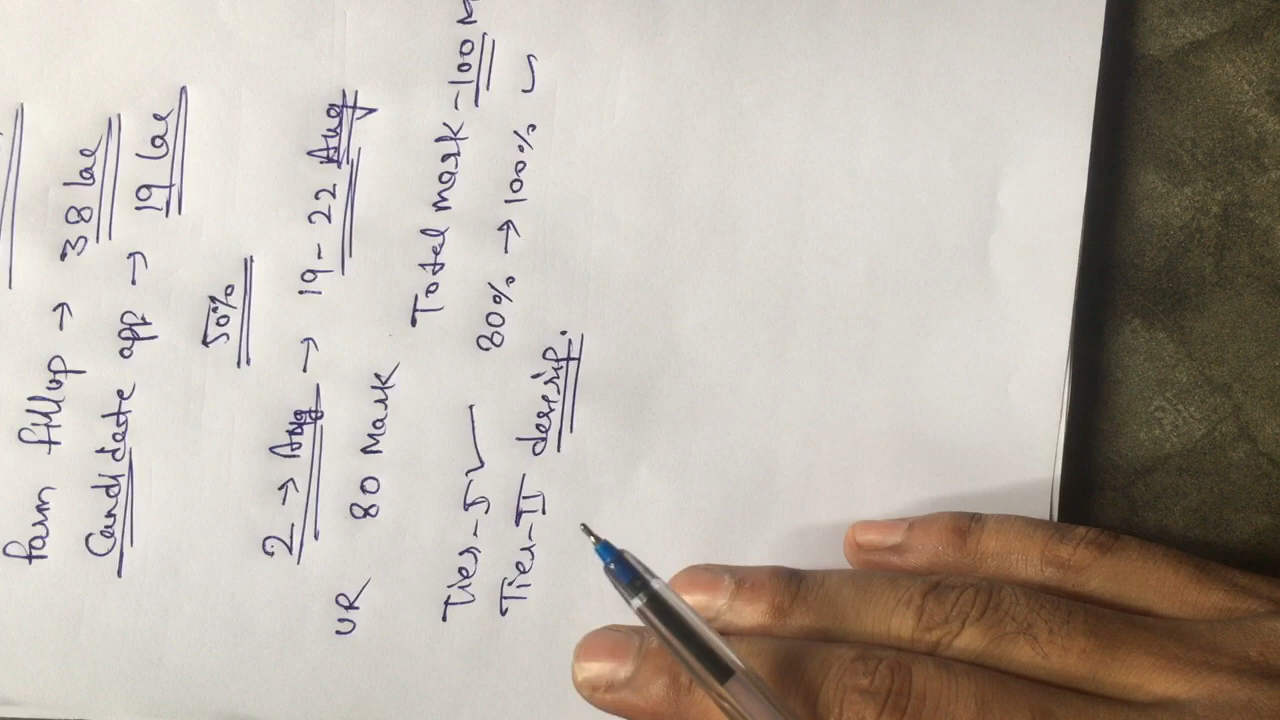 Form fillup → 38 lac
Candidate app → 19 lac
50%
2 → Aug → 19-22 Aug
UR 80 Mark
Total mark - 100 M
Tier-I ✓ 80% → 100% ✓
Tier-II descrip.